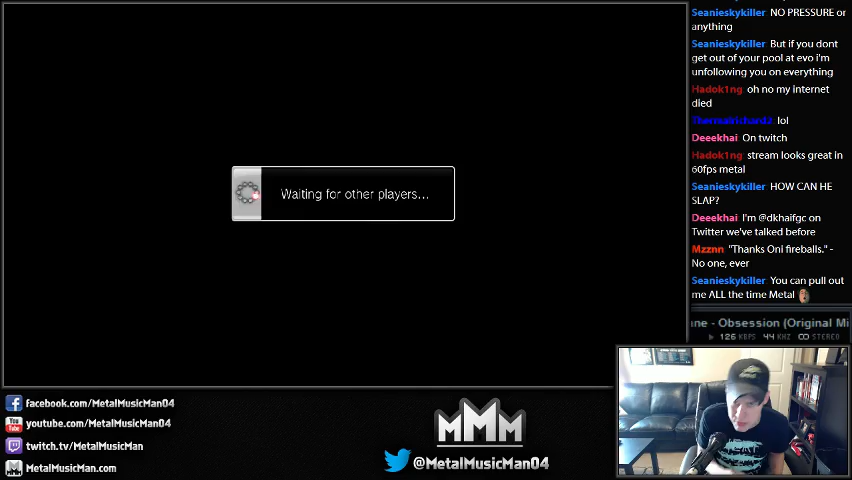 Waiting for other players...
Seanieskykiller NO PRESSURE or
anything
Seanieskykiller But if you dont
get out of your pool at evo i'm
unfollowing you on everything
Hadok1ng oh no my internet
died
Thermalrichard2 lol
Deeekhai On twitch
Hadok1ng stream looks great in
60fps metal
Seanieskykiller HOW CAN HE
SLAP?
Deeekhai I'm @dkhaifgc on
Twitter we've talked before
Mzznn "Thanks Oni fireballs." -
No one, ever
Seanieskykiller You can pull out
me ALL the time Metal
ne - Obsession (Original Mi
126 KBPS 44 KHZ STEREO
facebook.com/MetalMusicMan04
youtube.com/MetalMusicMan04
twitch.tv/MetalMusicMan
MetalMusicMan.com
MMM
@MetalMusicMan04